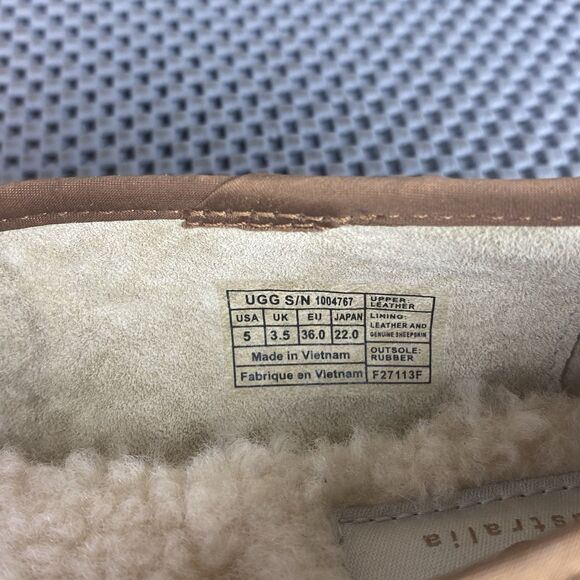 UGG S/N 1004767
USA UK EU JAPAN
5 3.5 36.0 22.0
Made in Vietnam
Fabrique en Vietnam
UPPER:
LEATHER
LINING:
LEATHER AND
GENUINE SHEEPSKIN
OUTSOLE:
RUBBER
F27113F
ustralia